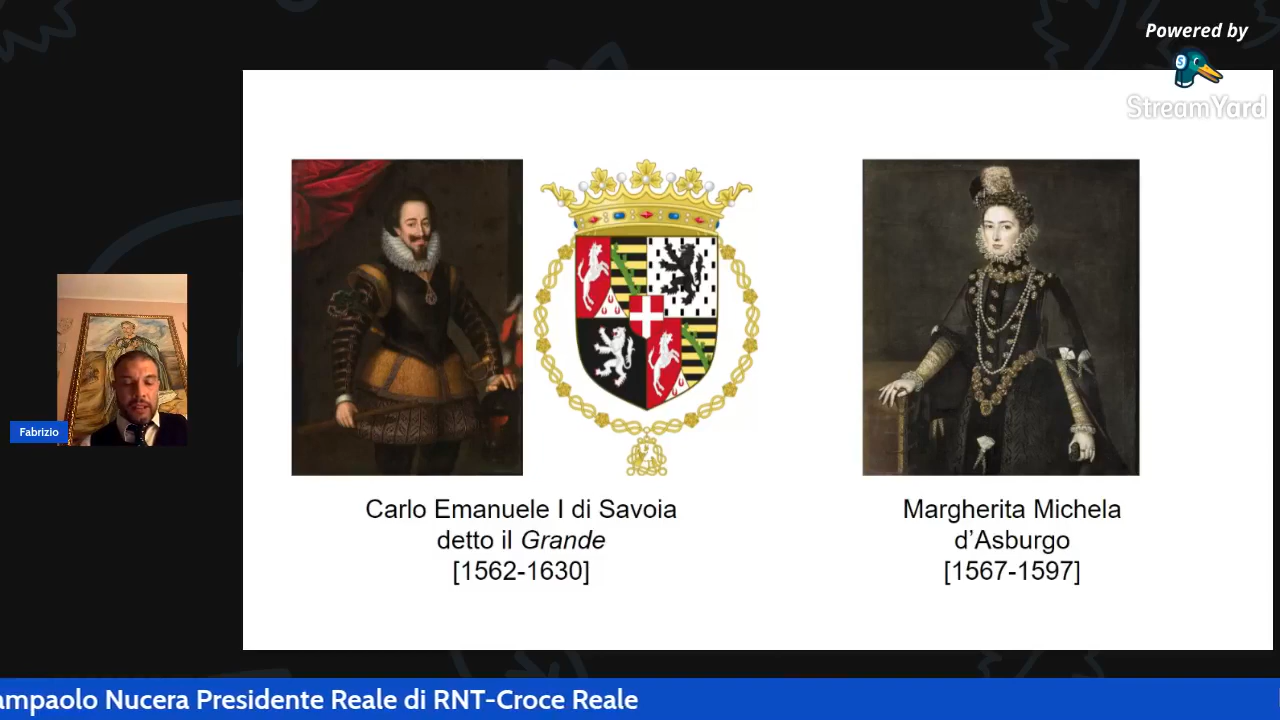 Powered by
StreamYard
Carlo Emanuele I di Savoia
detto il Grande
[1562-1630]
Margherita Michela
d’Asburgo
[1567-1597]
Fabrizio
ampaolo Nucera Presidente Reale di RNT-Croce Reale